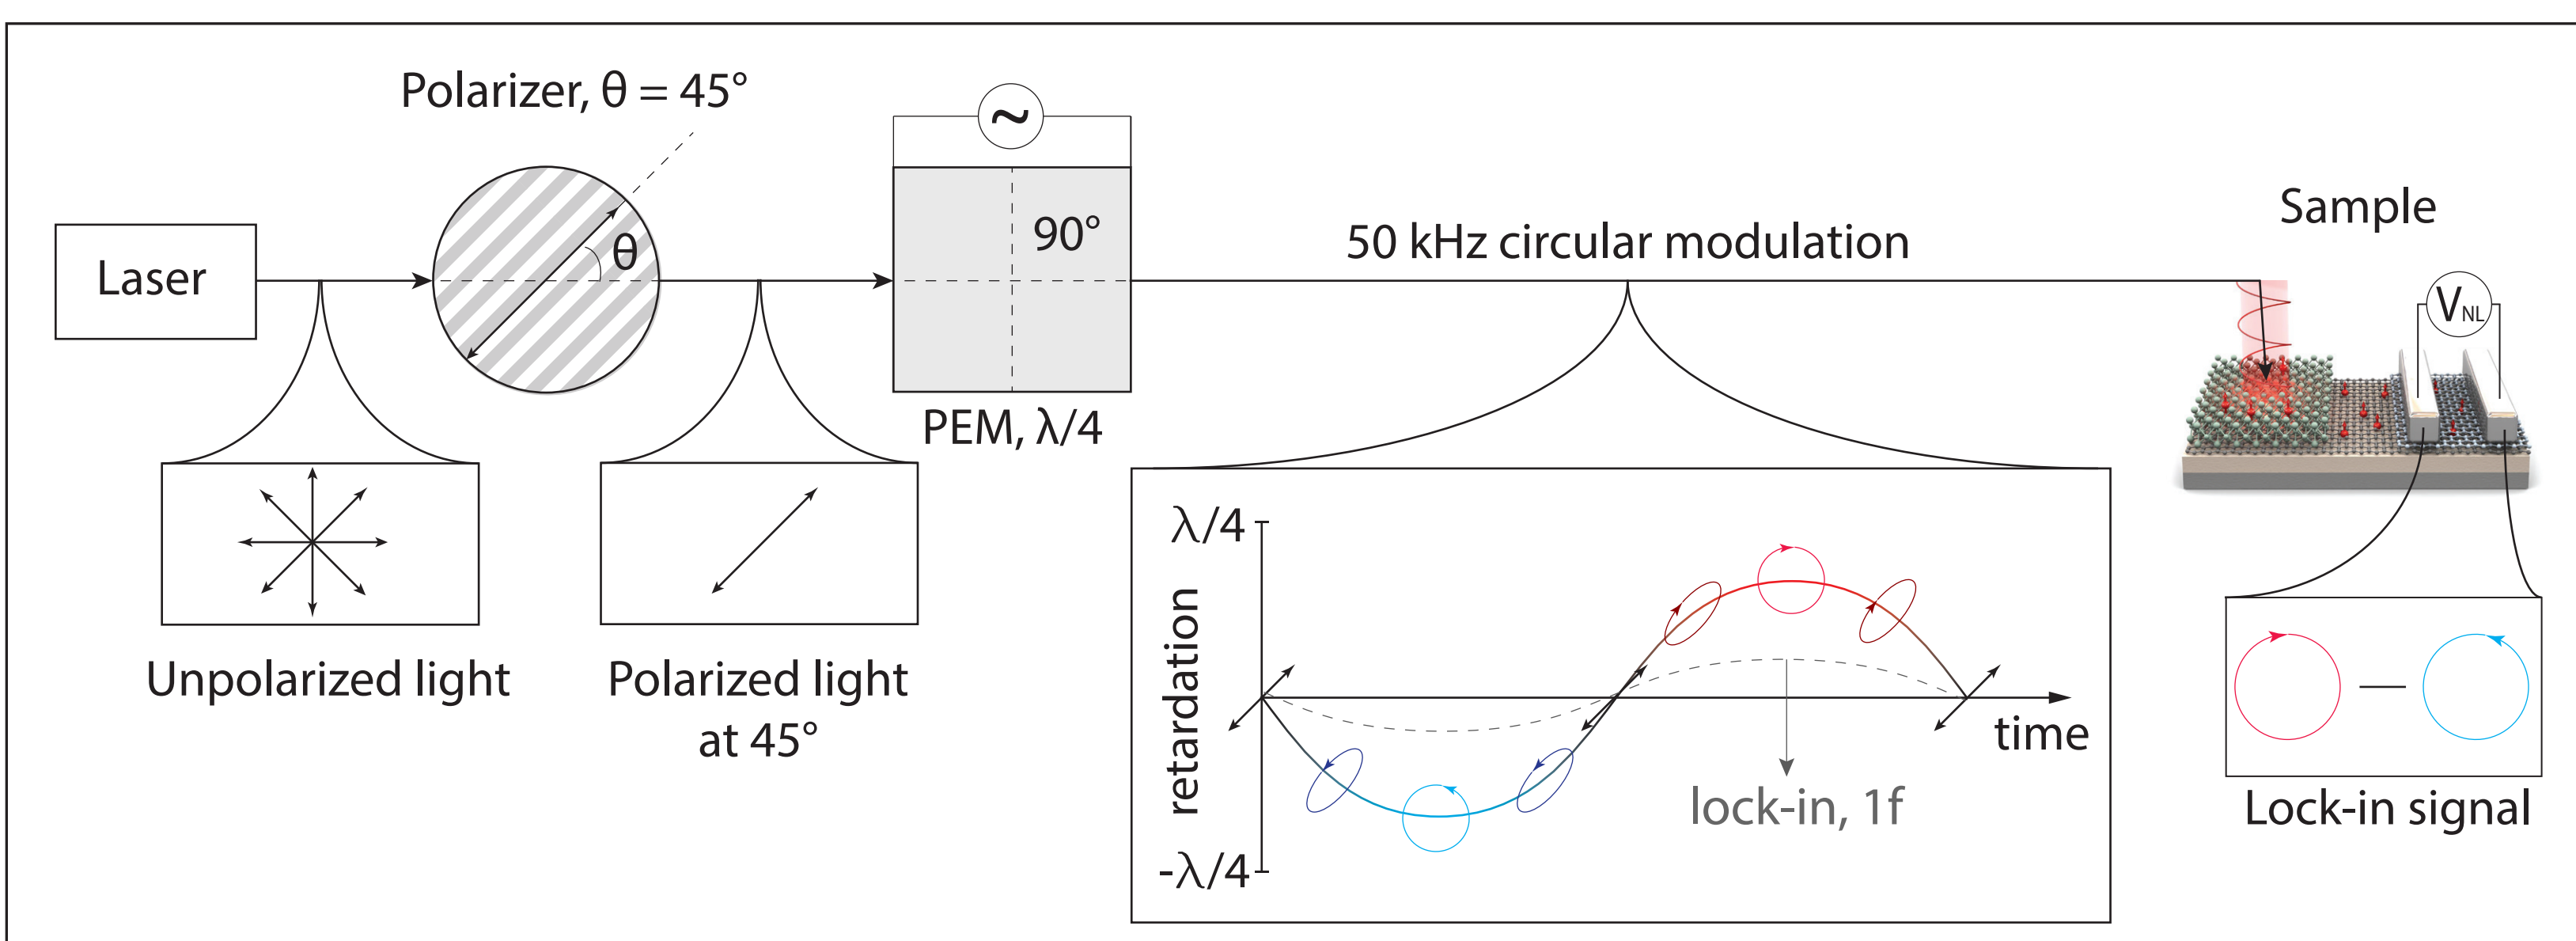 Polarizer, θ = 45°
~
Sample
Laser
θ
90°
50 kHz circular modulation
VNL
PEM, λ/4
λ/4
retardation
-λ/4
time
lock-in, 1f
Unpolarized light
Polarized light
at 45°
Lock-in signal